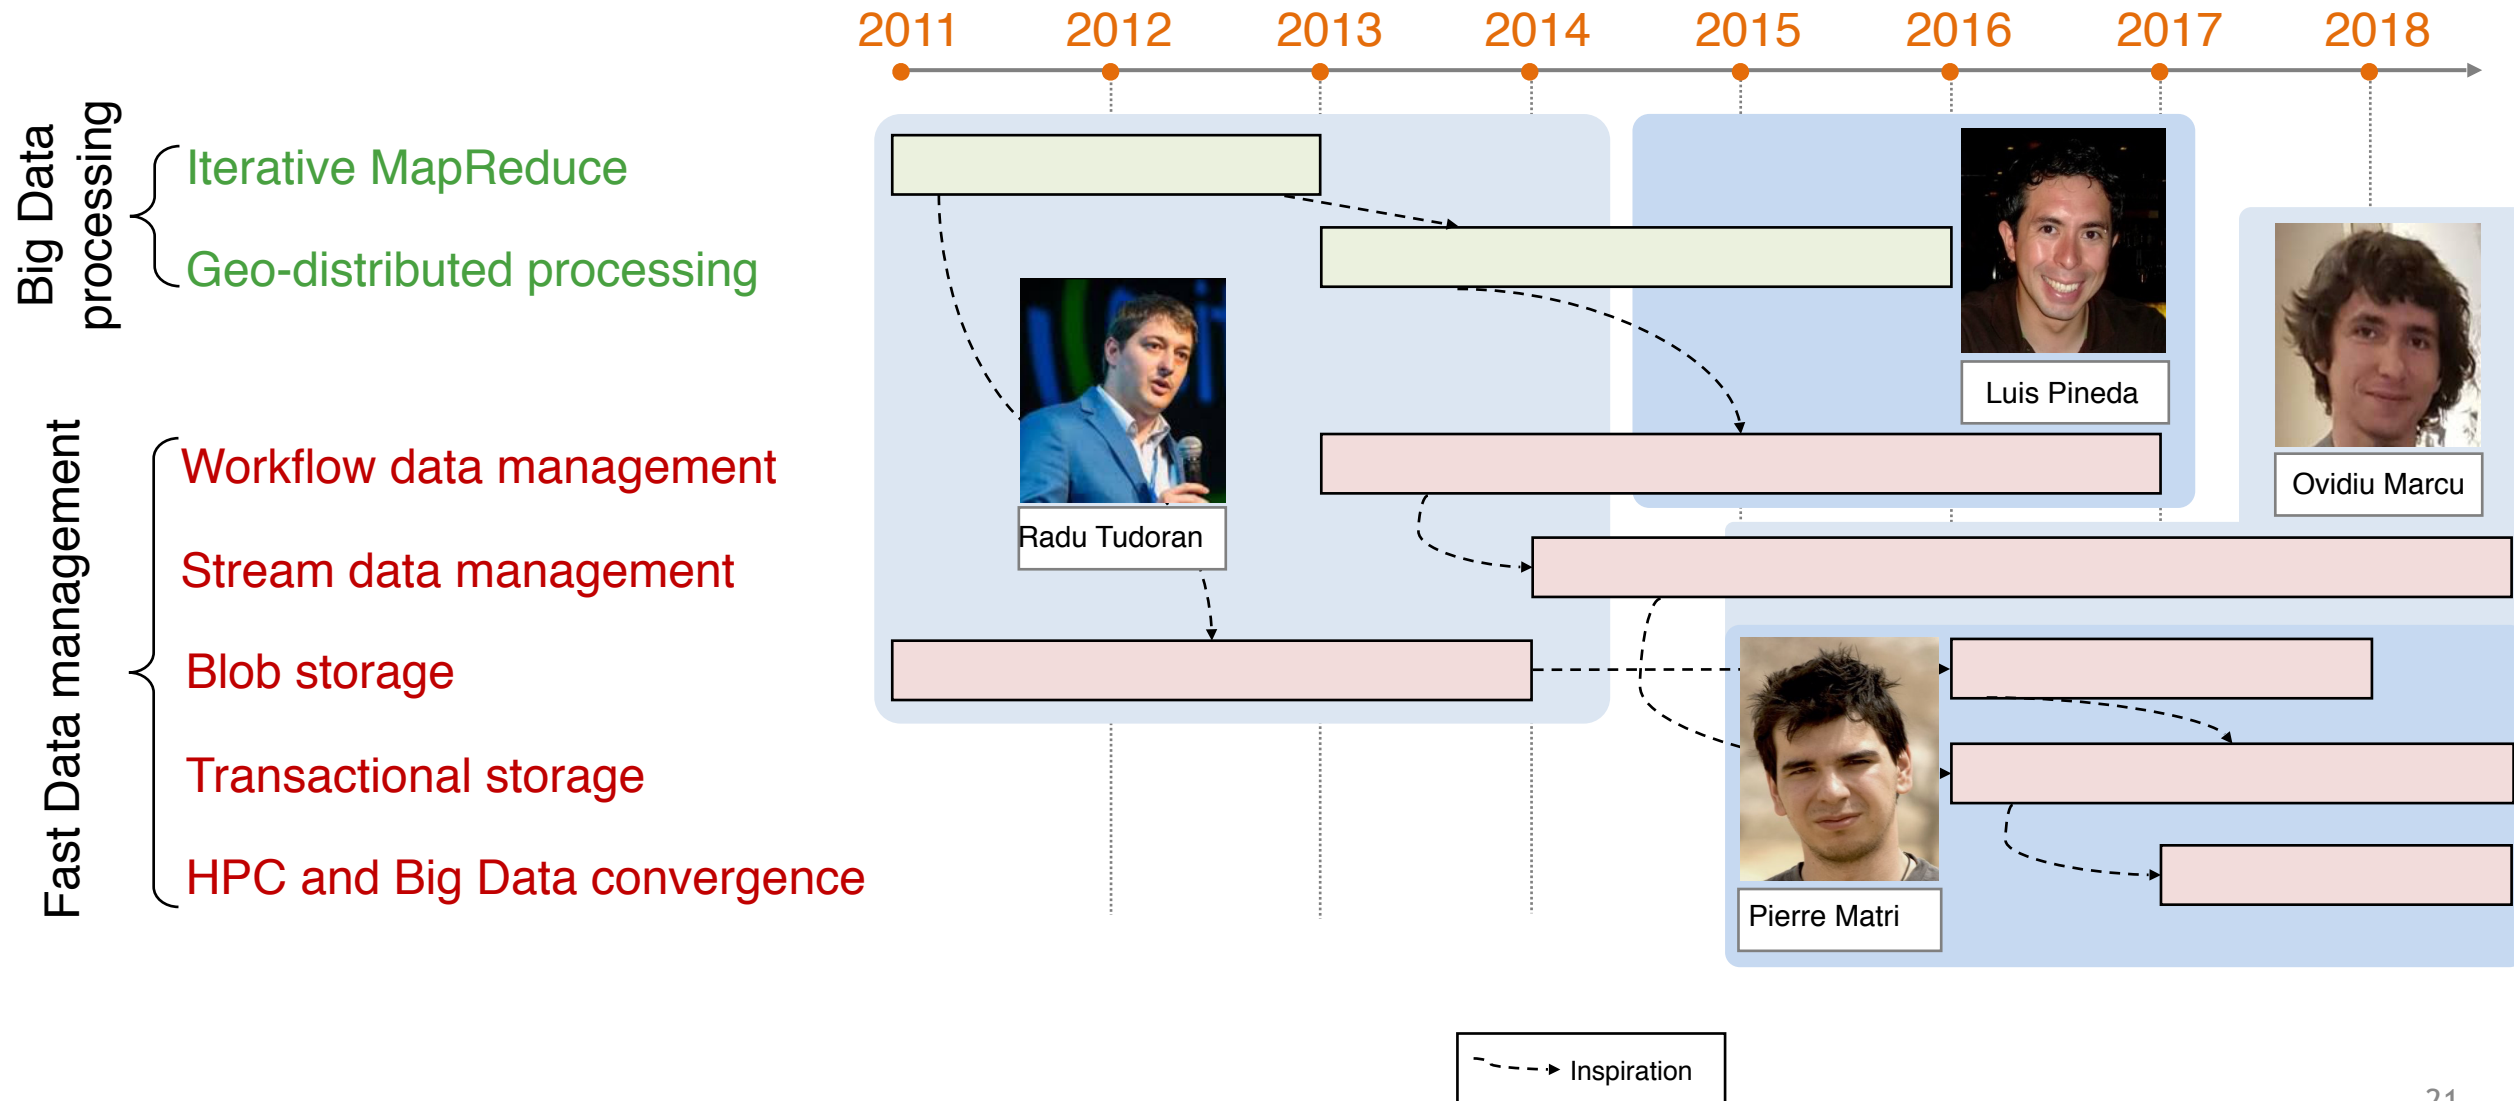 2011 2012 2013 2014 2015 2016 2017 2018
Big Data
processing
Iterative MapReduce
Geo-distributed processing
Luis Pineda
Ovidiu Marcu
Radu Tudoran
Fast Data management
Workflow data management
Stream data management
Blob storage
Transactional storage
HPC and Big Data convergence
Pierre Matri
Inspiration
21